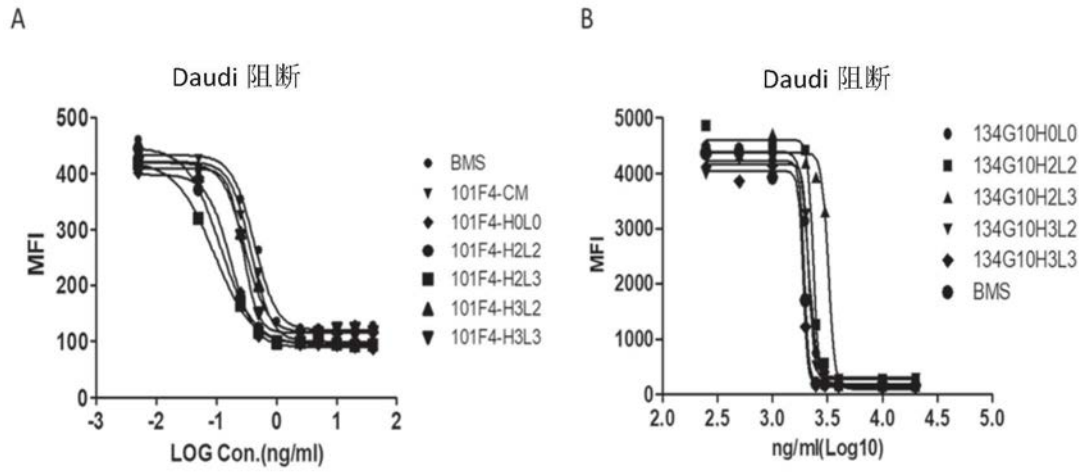 A
Daudi 阻断
500
400
300
200
100
0
MFI
-3
-2
-1
0
1
2
LOG Con.(ng/ml)
BMS
101F4-CM
101F4-H0L0
101F4-H2L2
101F4-H2L3
101F4-H3L2
101F4-H3L3
B
Daudi 阻断
5000
4000
3000
2000
1000
0
MFI
2.0
2.5
3.0
3.5
4.0
4.5
5.0
ng/ml(Log10)
134G10H0L0
134G10H2L2
134G10H2L3
134G10H3L2
134G10H3L3
BMS